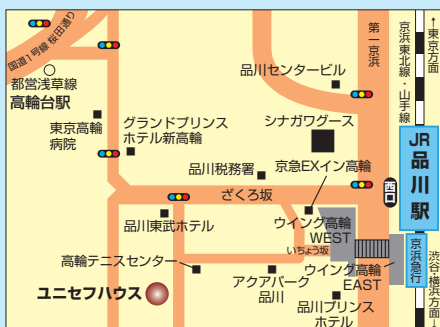 国道1号線 桜田通り
都営浅草線
高輪台駅
東京高輪
病院
グランドプリンス
ホテル新高輪
品川センタービル
シナガワグース
品川税務署
京急EXイン高輪
ざくろ坂
第一京浜
京浜東北線・山手線
↑東京方面
JR
品川駅
西口
品川東武ホテル
ウイング高輪
WEST
いちょう坂
高輪テニスセンター
ユニセフハウス
アクアパーク
品川
ウイング高輪
EAST
品川プリンス
ホテル
京浜急行
渋谷・横浜方面↓